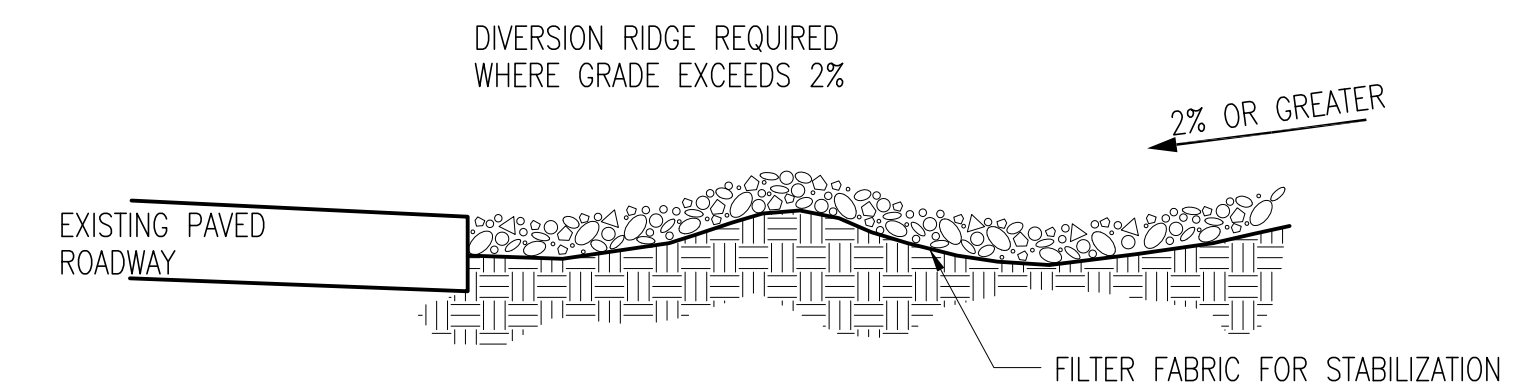 DIVERSION RIDGE REQUIRED
WHERE GRADE EXCEEDS 2%
2% OR GREATER
EXISTING PAVED
ROADWAY
FILTER FABRIC FOR STABILIZATION